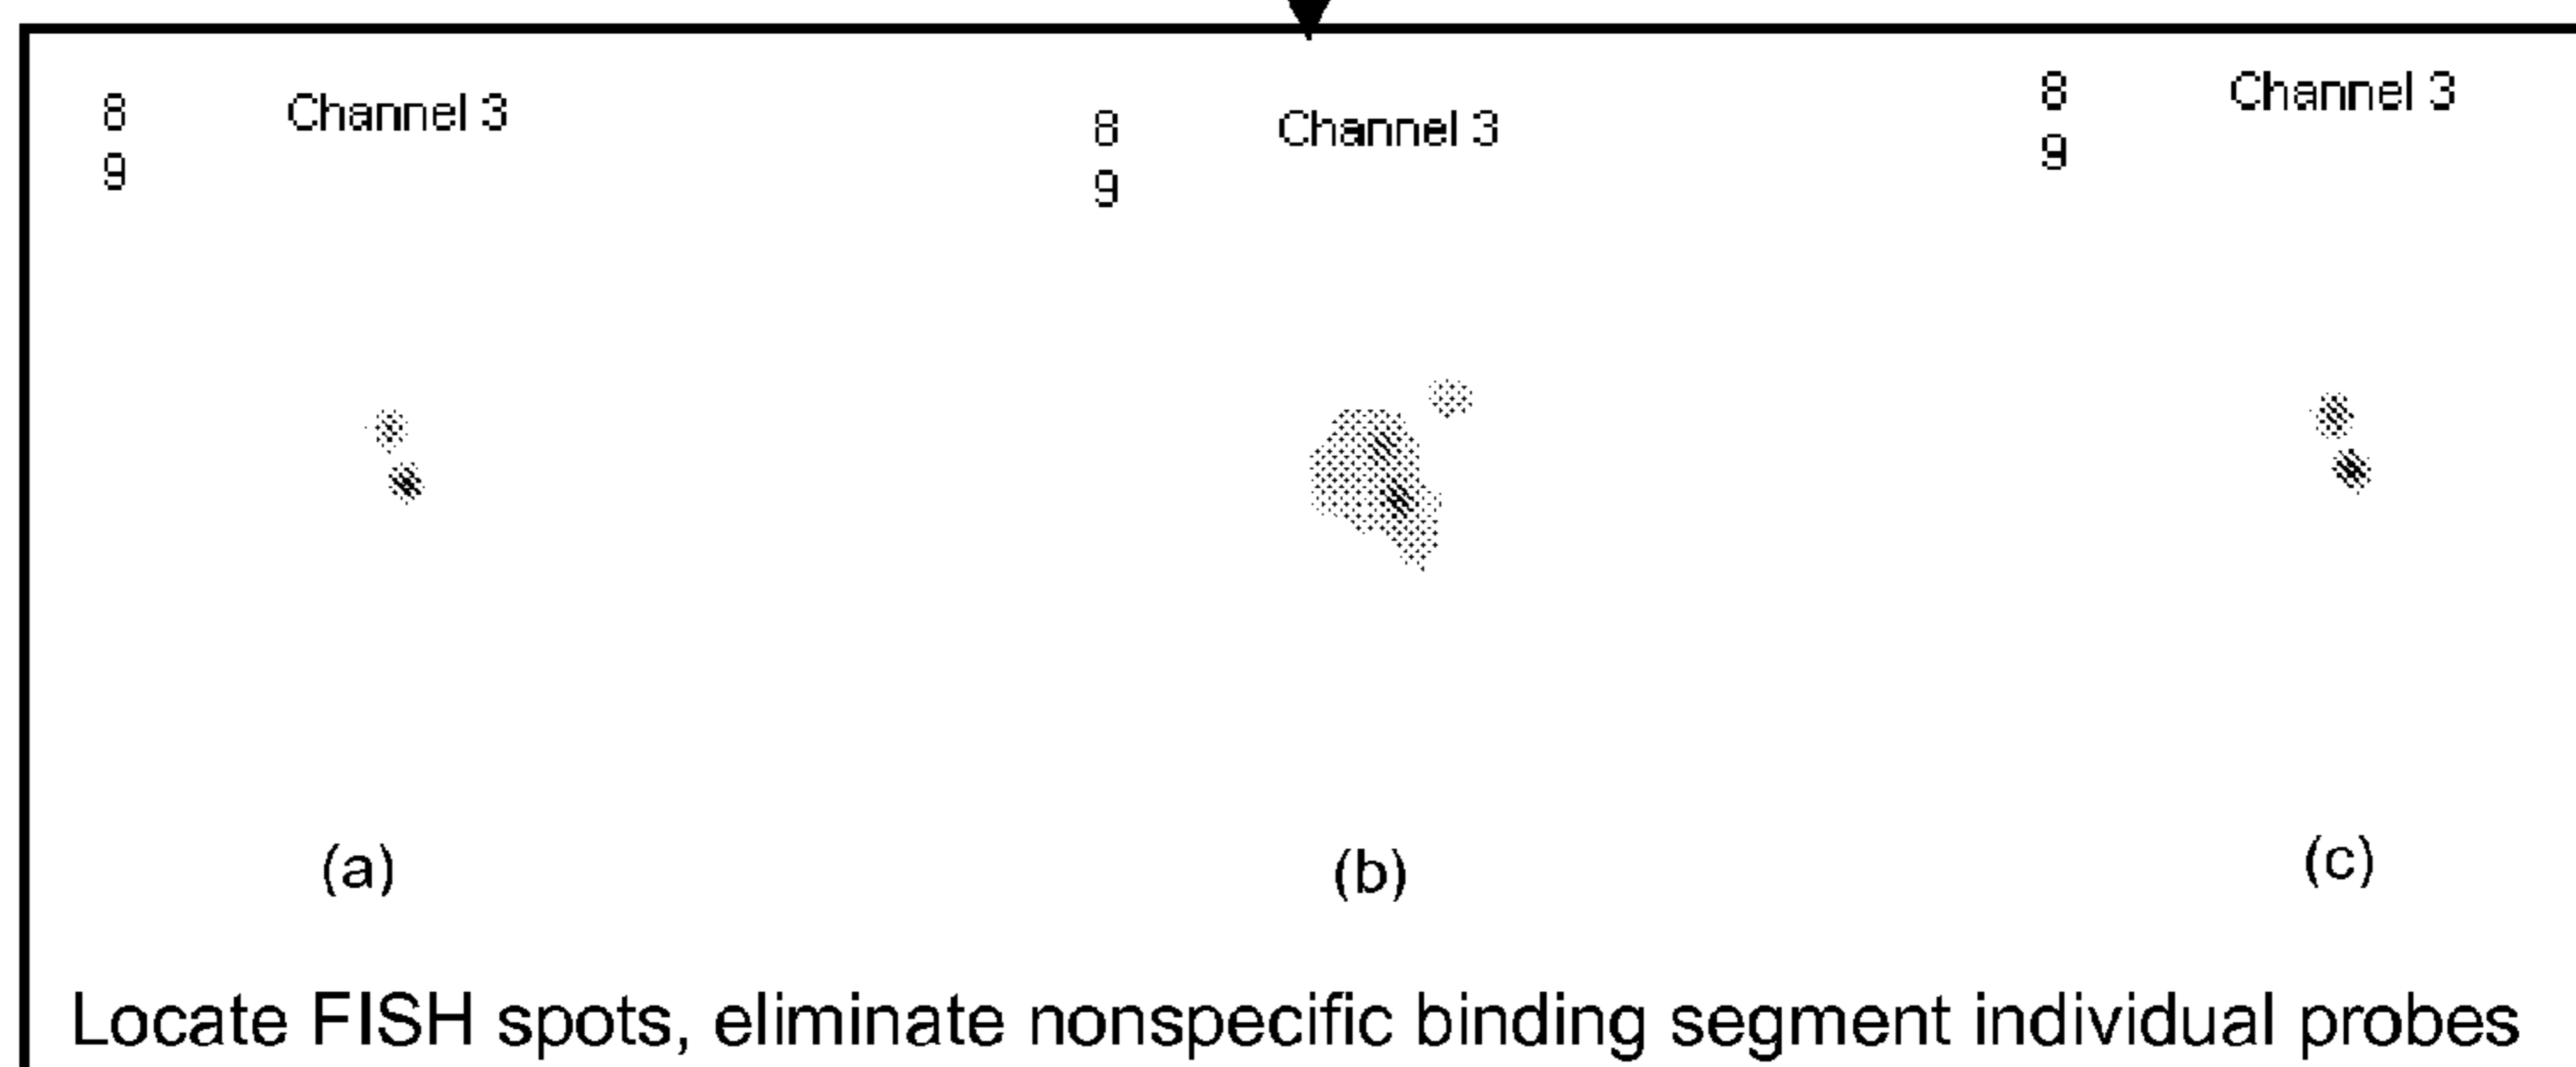 8 Channel 3
9
8 Channel 3
9
8 Channel 3
9
(a)
(b)
(c)
Locate FISH spots, eliminate nonspecific binding segment individual probes